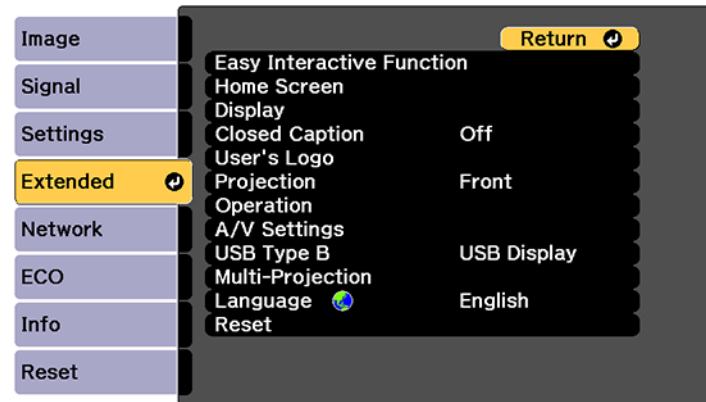 Image
Signal
Settings
Extended
Network
ECO
Info
Reset
Return
Easy Interactive Function
Home Screen
Display
Closed Caption Off
User's Logo
Projection Front
Operation
A/V Settings
USB Type B USB Display
Multi-Projection
Language English
Reset